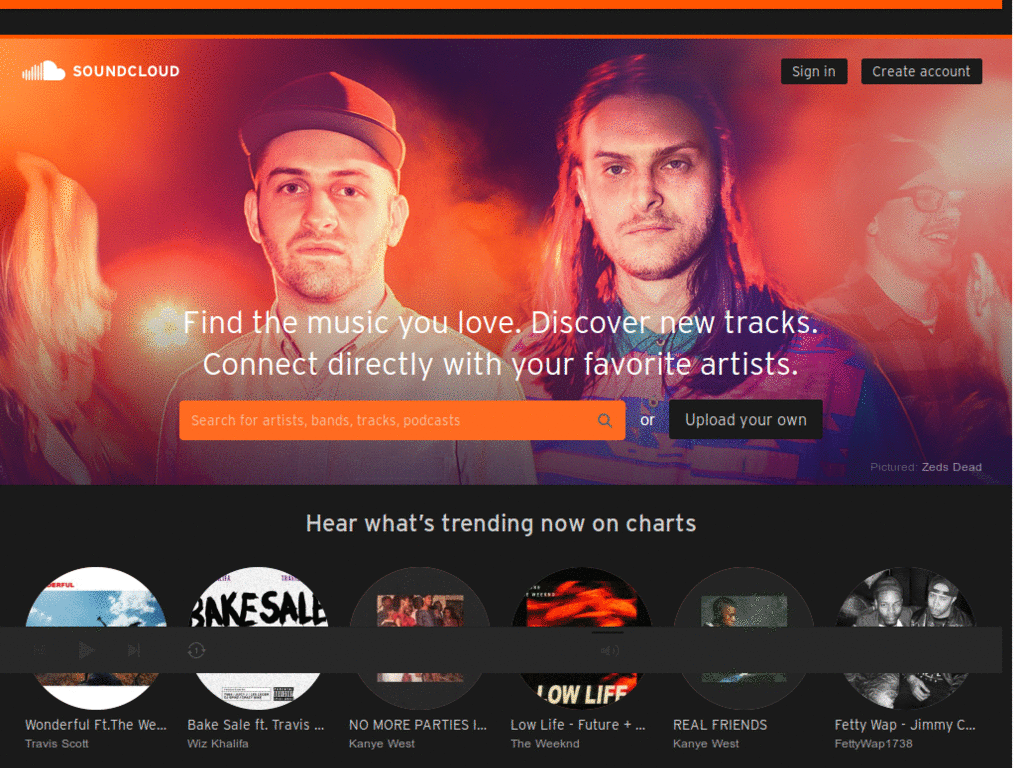 SOUNDCLOUD
Sign in
Create account
Find the music you love. Discover new tracks.
Connect directly with your favorite artists.
Search for artists, bands, tracks, podcasts
or
Upload your own
Pictured: Zeds Dead
Hear what's trending now on charts
BAKE SALE
LOW LIFE
Wonderful Ft.The We...
Travis Scott
Bake Sale ft. Travis ...
Wiz Khalifa
NO MORE PARTIES I...
Kanye West
Low Life - Future + ...
The Weeknd
REAL FRIENDS
Kanye West
Fetty Wap - Jimmy C...
FettyWap1738